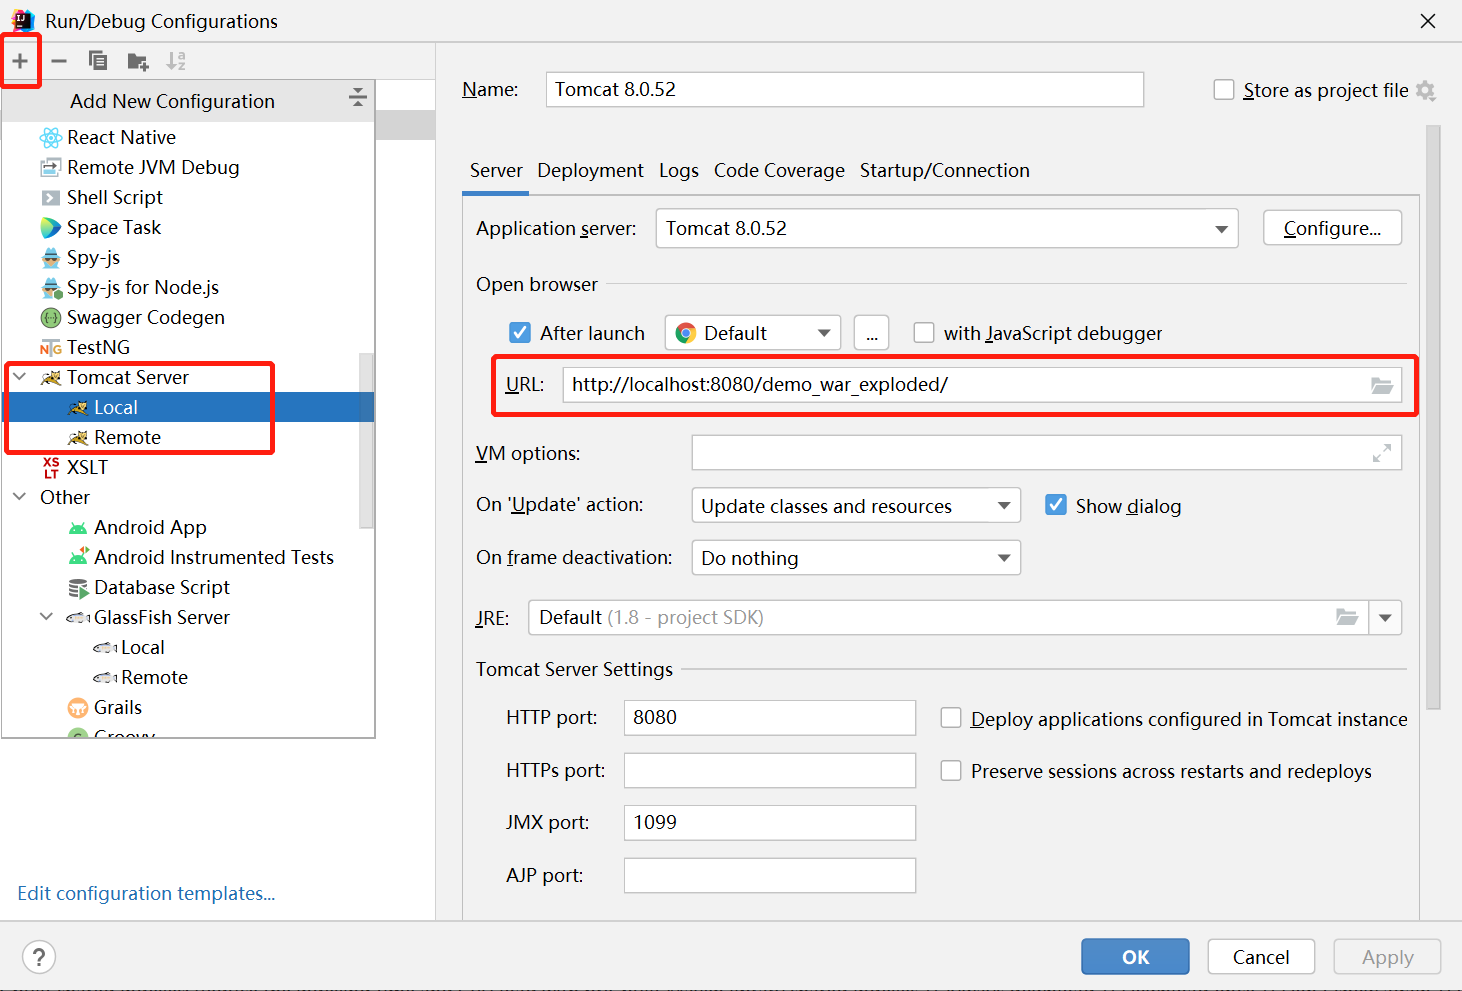 Run/Debug Configurations
Add New Configuration
React Native
Remote JVM Debug
Shell Script
Space Task
Spy-js
Spy-js for Node.js
Swagger Codegen
TestNG
Tomcat Server
Local
Remote
XSLT
Other
Android App
Android Instrumented Tests
Database Script
GlassFish Server
Local
Remote
Grails
Groovy
Edit configuration templates...
Name: Tomcat 8.0.52
Store as project file
Server Deployment Logs Code Coverage Startup/Connection
Application server: Tomcat 8.0.52 Configure...
Open browser
After launch Default ... with JavaScript debugger
URL: http://localhost:8080/demo_war_exploded/
VM options:
On 'Update' action: Update classes and resources Show dialog
On frame deactivation: Do nothing
JRE: Default (1.8 - project SDK)
Tomcat Server Settings
HTTP port: 8080 Deploy applications configured in Tomcat instance
HTTPs port: Preserve sessions across restarts and redeploys
JMX port: 1099
AJP port:
? OK Cancel Apply